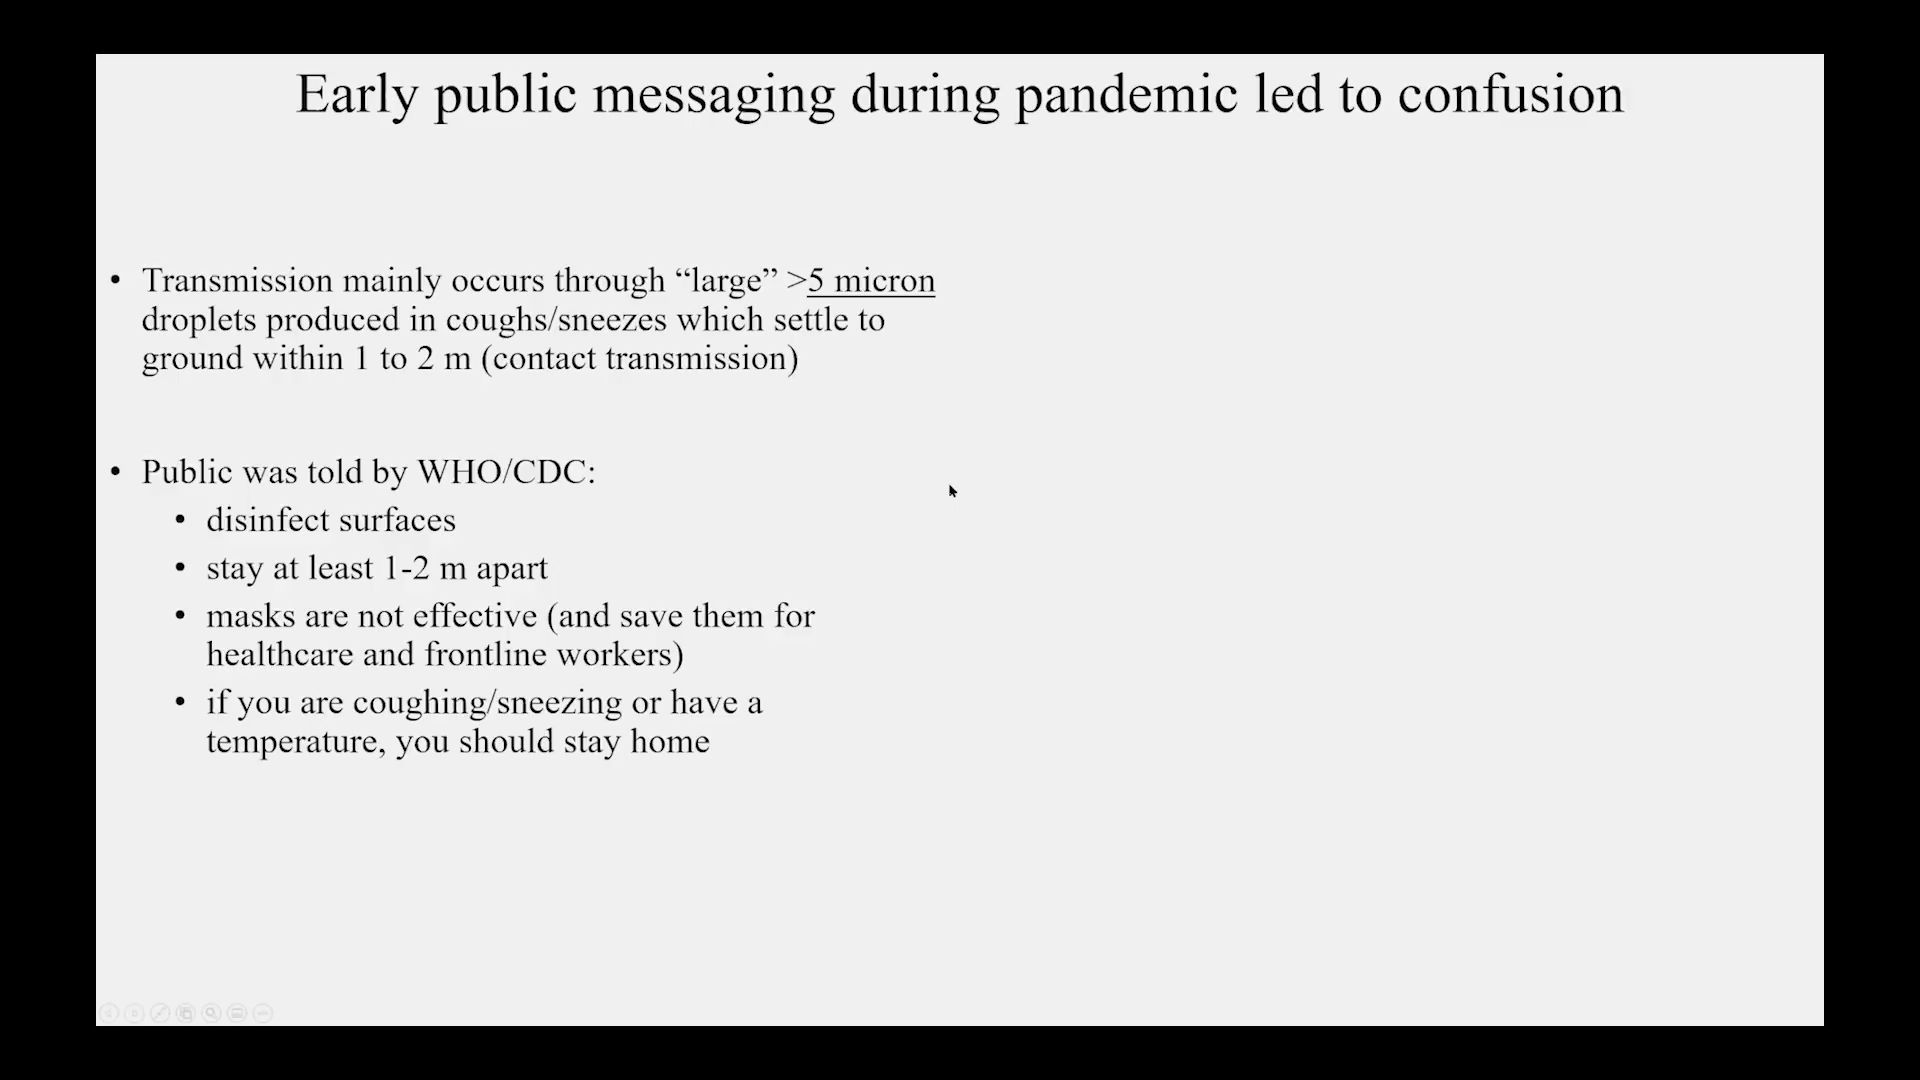 Early public messaging during pandemic led to confusion
• Transmission mainly occurs through “large” >5 micron
droplets produced in coughs/sneezes which settle to
ground within 1 to 2 m (contact transmission)
• Public was told by WHO/CDC:
• disinfect surfaces
• stay at least 1-2 m apart
• masks are not effective (and save them for
healthcare and frontline workers)
• if you are coughing/sneezing or have a
temperature, you should stay home